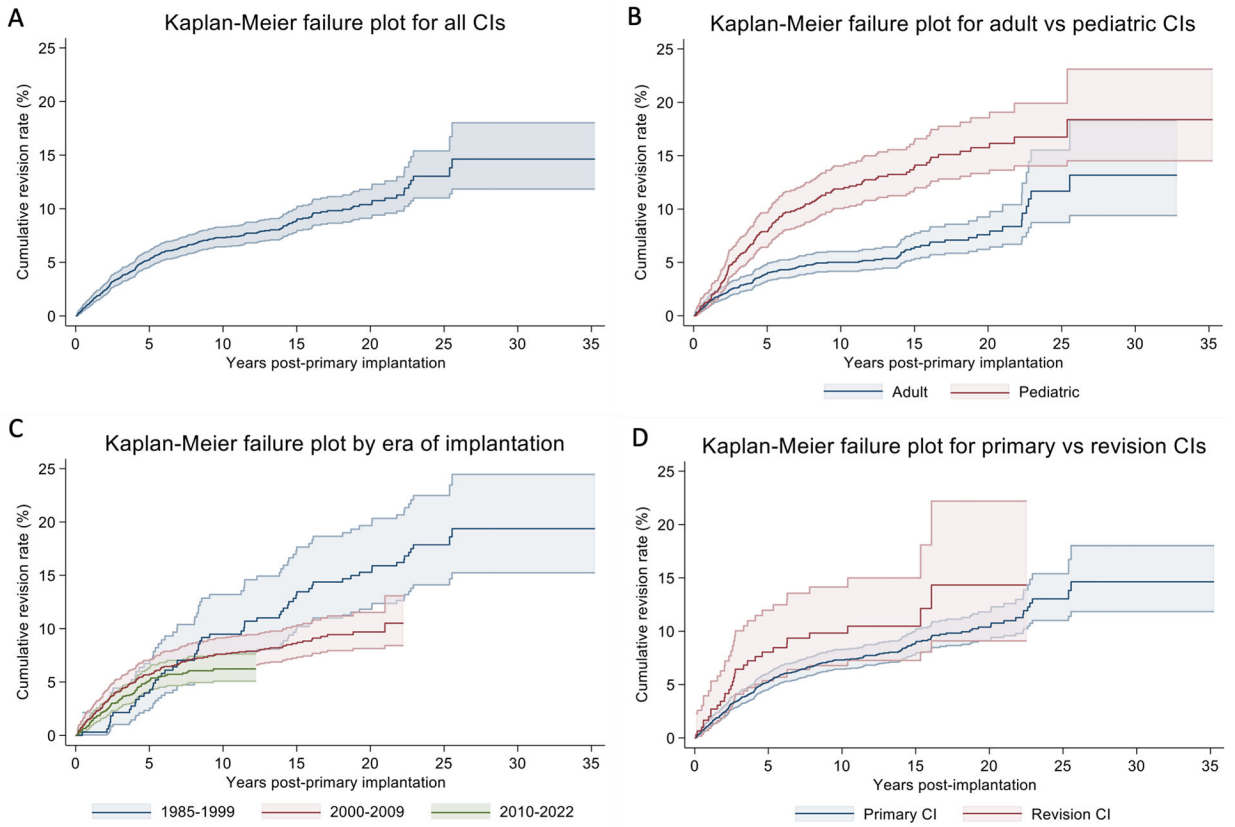 A
Kaplan-Meier failure plot for all CIs
Cumulative revision rate (%)
25
20
15
10
5
0
0 5 10 15 20 25 30 35
Years post-primary implantation
B
Kaplan-Meier failure plot for adult vs pediatric CIs
Cumulative revision rate (%)
25
20
15
10
5
0
0 5 10 15 20 25 30 35
Years post-primary implantation
Adult Pediatric
C
Kaplan-Meier failure plot by era of implantation
Cumulative revision rate (%)
25
20
15
10
5
0
0 5 10 15 20 25 30 35
Years post-primary implantation
1985-1999 2000-2009 2010-2022
D
Kaplan-Meier failure plot for primary vs revision CIs
Cumulative revision rate (%)
25
20
15
10
5
0
0 5 10 15 20 25 30 35
Years post-implantation
Primary CI Revision CI